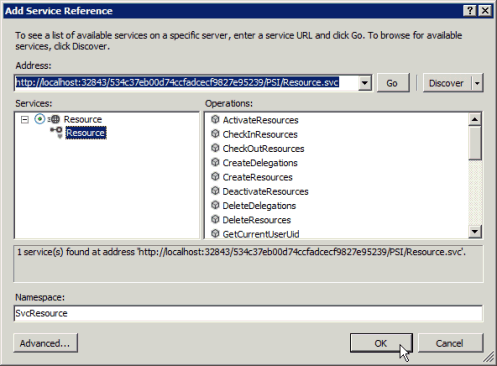 Add Service Reference
To see a list of available services on a specific server, enter a service URL and click Go. To browse for available
services, click Discover.
Address:
http://localhost:32843/534c37eb00d74ccfadcecf9827e95239/PSI/Resource.svc
Go
Discover
Services:
Operations:
Resource
Resource
ActivateResources
CheckInResources
CheckOutResources
CreateDelegations
CreateResources
DeactivateResources
DeleteDelegations
DeleteResources
GetCurrentUserUid
1 service(s) found at address 'http://localhost:32843/534c37eb00d74ccfadcecf9827e95239/PSI/Resource.svc'.
Namespace:
SvcResource
Advanced...
OK
Cancel